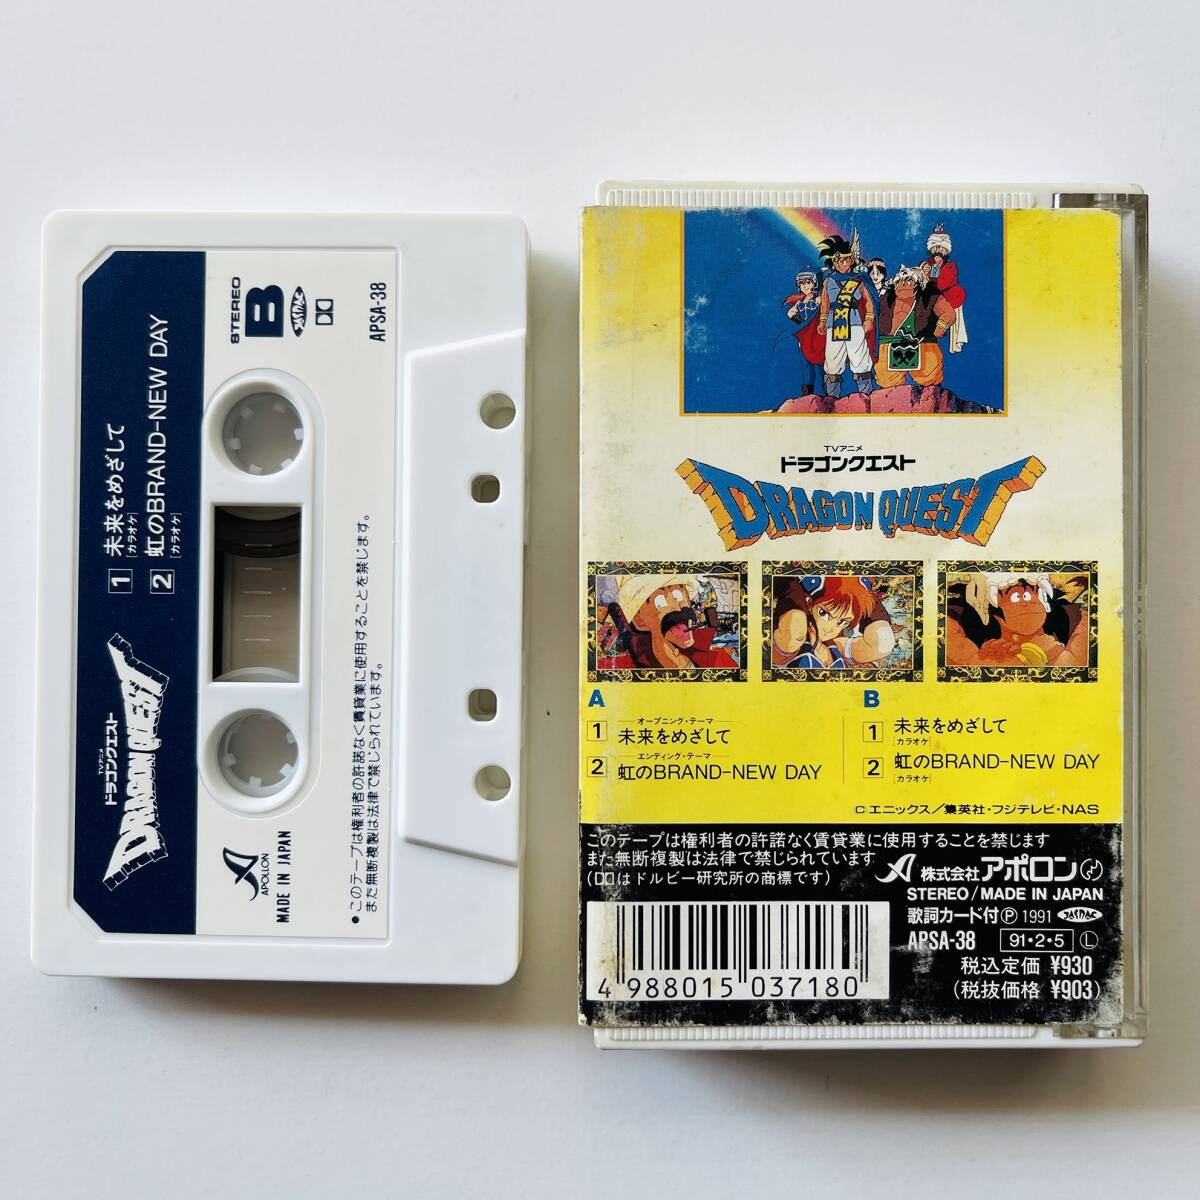 STEREO
B
JASRAC
APSA-38
1 未来をめざして
[カラオケ]
2 虹のBRAND-NEW DAY
[カラオケ]
TVアニメ
ドラゴンクエスト
DRAGON QUEST
APOLLON
MADE IN JAPAN
●このテープは権利者の許諾なく賃貸業に使用することを禁じます。
また無断複製は法律で禁じられています。
TVアニメ
ドラゴンクエスト
DRAGON QUEST
A
オープニング・テーマ
1 未来をめざして
エンディング・テーマ
2 虹のBRAND-NEW DAY
B
1 未来をめざして
[カラオケ]
2 虹のBRAND-NEW DAY
[カラオケ]
©エニックス/集英社・フジテレビ・NAS
このテープは権利者の許諾なく賃貸業に使用することを禁じます
また無断複製は法律で禁じられています
(はドルビー研究所の商標です)
株式会社アポロン
STEREO/MADE IN JAPAN
歌詞カード付 Ⓟ 1991 JASRAC
APSA-38 91・2・5 Ⓛ
税込定価 ¥930
(税抜価格 ¥903)
4 988015 037180